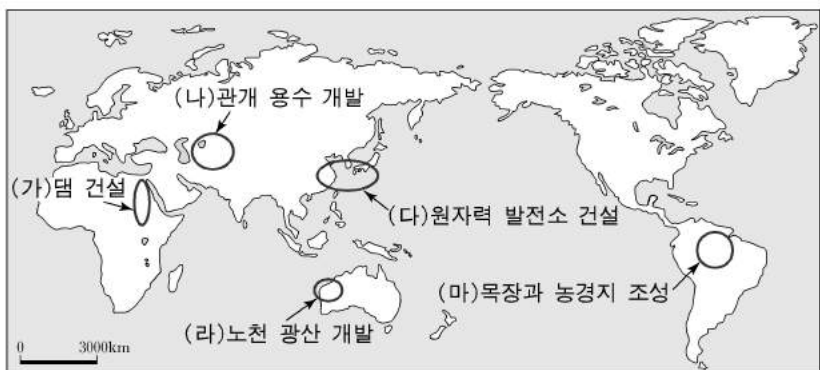 (나)관개 용수 개발
(가)댐 건설
(다)원자력 발전소 건설
(마)목장과 농경지 조성
(라)노천 광산 개발
0 3000km